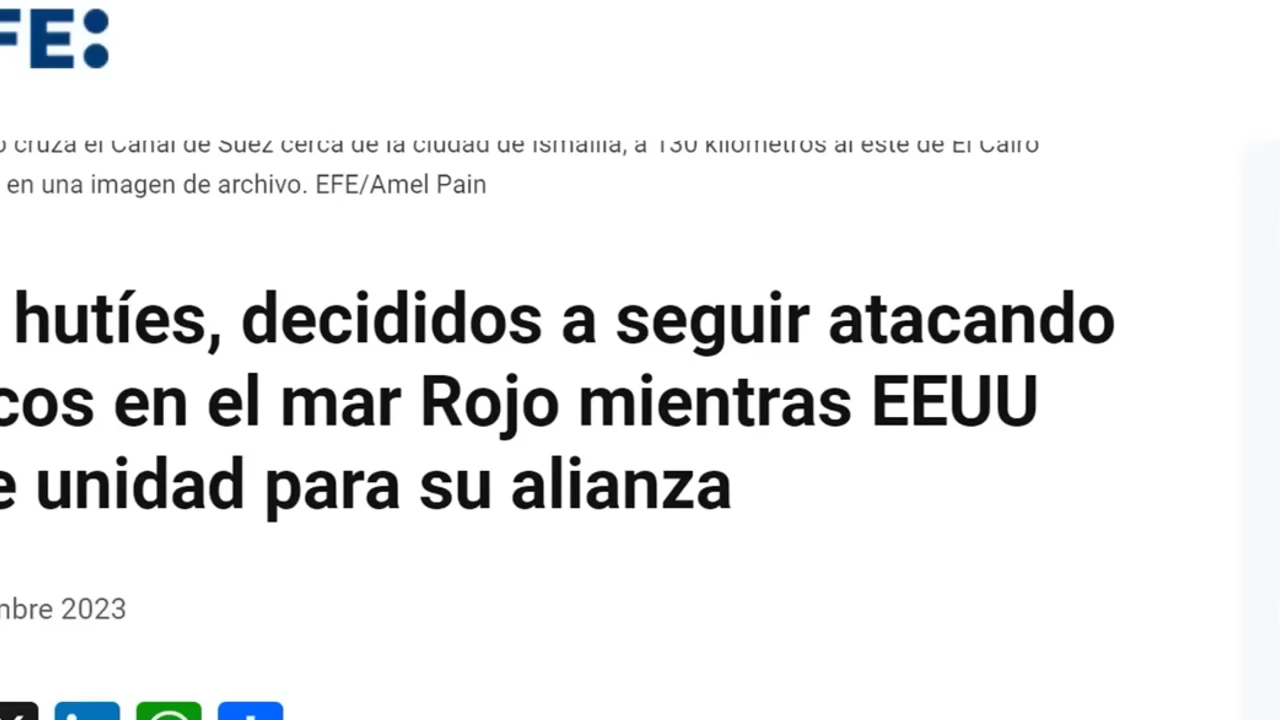 FE:
cruza el Canal de Suez cerca de la ciudad de Ismailia, a 130 kilómetros al este de El Cairo
en una imagen de archivo. EFE/Amel Pain
hutíes, decididos a seguir atacando
cos en el mar Rojo mientras EEUU
e unidad para su alianza
mbre 2023